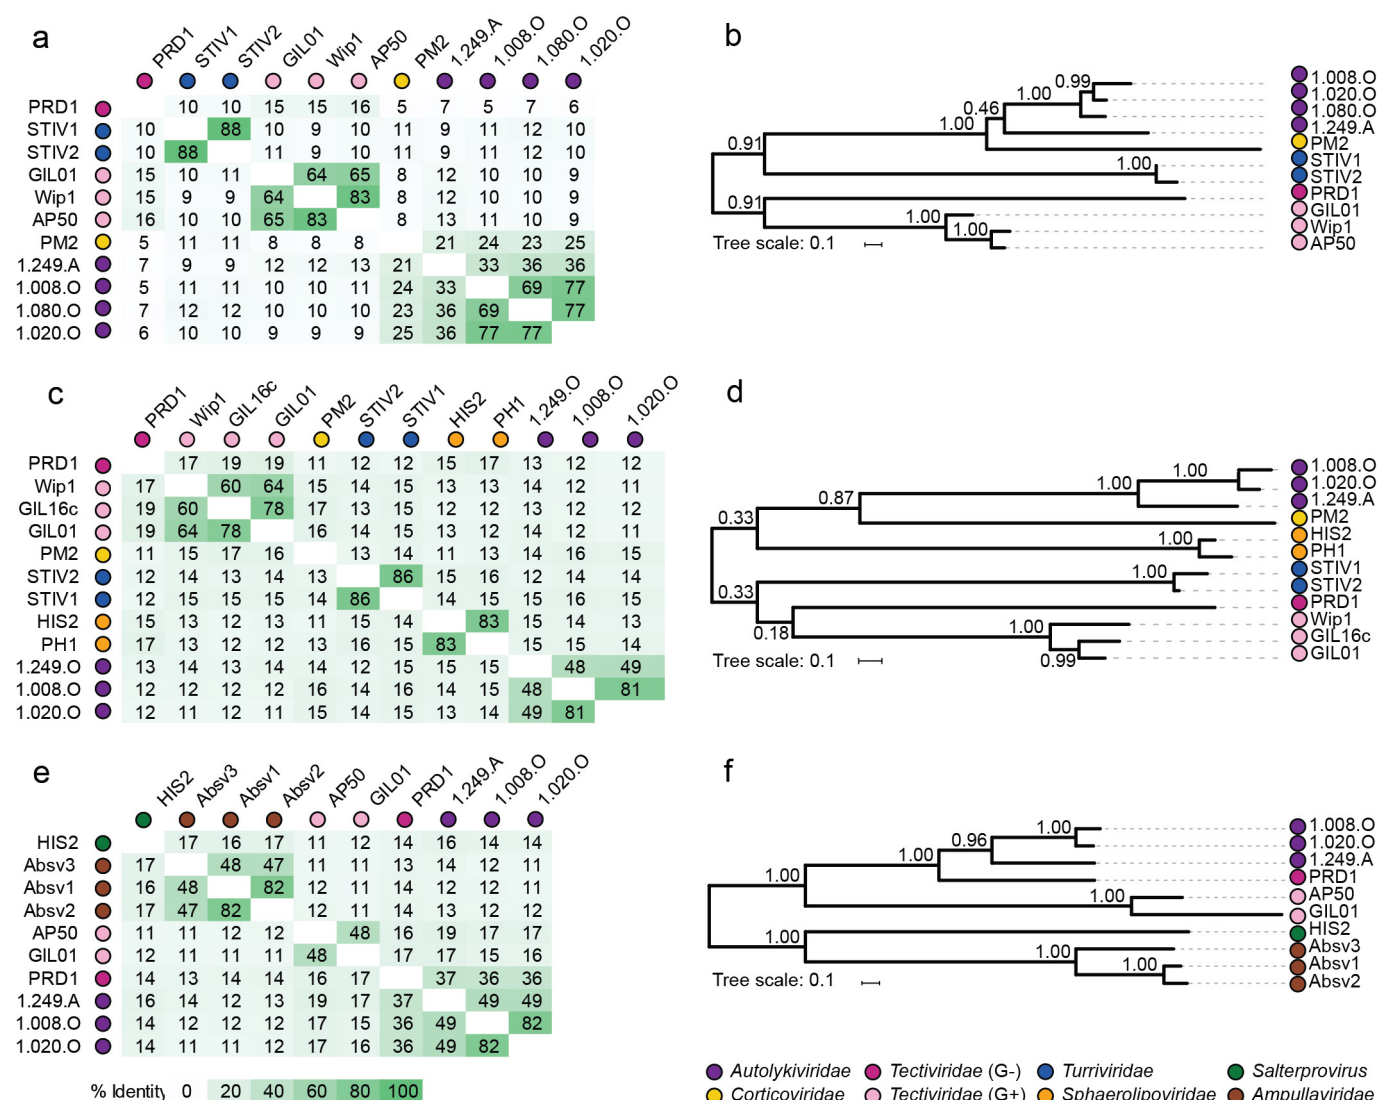 a
PRD1 STIV1 STIV2 GIL01 Wip1 AP50 PM2 1.249.A 1.008.O 1.080.O 1.020.O
PRD1 10 10 15 15 16 5 7 5 7 6
STIV1 10 88 10 9 10 11 9 11 12 10
STIV2 10 88 11 9 10 11 9 11 12 10
GIL01 15 10 11 64 65 8 12 10 10 9
Wip1 15 9 9 64 83 8 12 10 10 9
AP50 16 10 10 65 83 8 13 11 10 9
PM2 5 11 11 8 8 8 21 24 23 25
1.249.A 7 9 9 12 12 13 21 33 36 36
1.008.O 5 11 11 10 10 11 24 33 69 77
1.080.O 7 12 12 10 10 10 23 36 69 77
1.020.O 6 10 10 9 9 9 25 36 77 77
b
0.99
1.00
0.46
1.00
0.91
1.00
0.91
1.00
1.00
Tree scale: 0.1
1.008.O
1.020.O
1.080.O
1.249.A
PM2
STIV1
STIV2
PRD1
GIL01
Wip1
AP50
c
PRD1 Wip1 GIL16c GIL01 PM2 STIV2 STIV1 HIS2 PH1 1.249.O 1.008.O 1.020.O
PRD1 17 19 19 11 12 12 15 17 13 12 12
Wip1 17 60 64 15 14 15 13 13 14 12 11
GIL16c 19 60 78 17 13 15 12 12 13 12 12
GIL01 19 64 78 16 14 15 13 12 14 12 11
PM2 11 15 17 16 13 14 11 13 14 16 15
STIV2 12 14 13 14 13 86 15 16 12 14 14
STIV1 12 15 15 15 14 86 14 15 15 16 15
HIS2 15 13 12 13 11 15 14 83 15 14 13
PH1 17 13 12 12 13 16 15 83 15 15 14
1.249.O 13 14 13 14 14 12 15 15 15 48 49
1.008.O 12 12 12 12 16 14 16 14 15 48 81
1.020.O 12 11 12 11 15 14 15 13 14 49 81
d
1.00
1.00
0.87
0.33
1.00
1.00
0.33
0.18
1.00
0.99
Tree scale: 0.1
1.008.O
1.020.O
1.249.A
PM2
HIS2
PH1
STIV1
STIV2
PRD1
Wip1
GIL16c
GIL01
e
HIS2 Absv3 Absv1 Absv2 AP50 GIL01 PRD1 1.249.A 1.008.O 1.020.O
HIS2 17 16 17 11 12 14 16 14 14
Absv3 17 48 47 11 11 13 14 12 11
Absv1 16 48 82 12 11 14 12 12 11
Absv2 17 47 82 12 11 14 13 12 12
AP50 11 11 12 12 48 16 19 17 17
GIL01 12 11 11 11 48 17 17 15 16
PRD1 14 13 14 14 16 17 37 36 36
1.249.A 16 14 12 13 19 17 37 49 49
1.008.O 14 12 12 12 17 15 36 49 82
1.020.O 14 11 11 12 17 16 36 49 82
% Identity 0 20 40 60 80 100
f
1.00
0.96
1.00
1.00
1.00
1.00
1.00
1.00
Tree scale: 0.1
1.008.O
1.020.O
1.249.A
PRD1
AP50
GIL01
HIS2
Absv3
Absv1
Absv2
Autolykiviridae Tectiviridae (G-) Turriviridae Salterprovirus
Corticoviridae Tectiviridae (G+) Sphaerolipoviridae Ampullaviridae